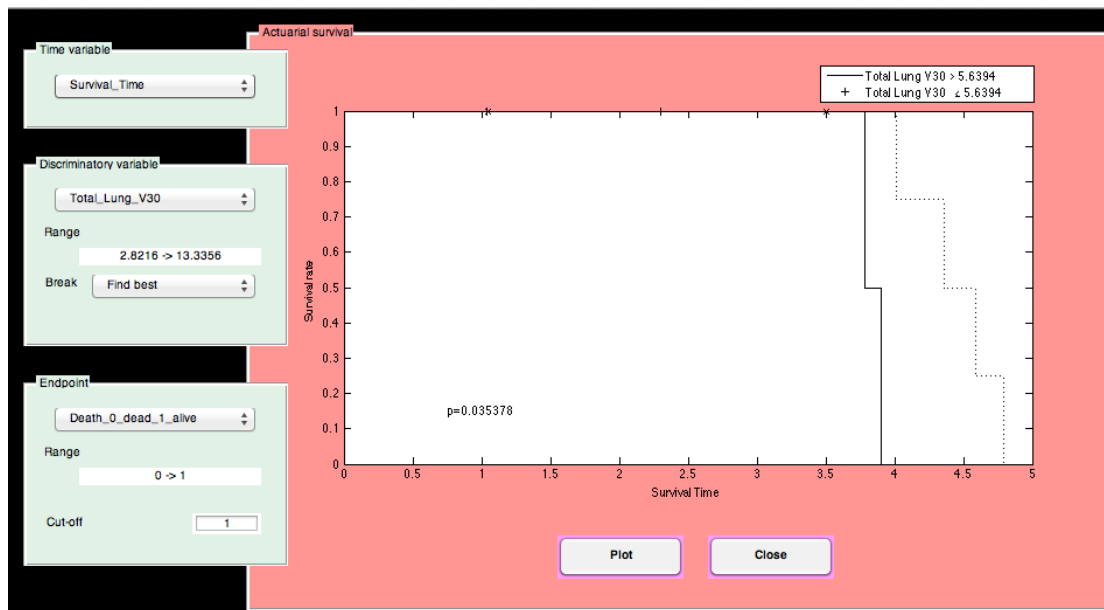 Time variable
Survival_Time
Discriminatory variable
Total_Lung_V30
Range
2.8216 -> 13.3356
Break
Find best
Endpoint
Death_0_dead_1_alive
Range
0 -> 1
Cut-off
1
Actuarial survival
Total Lung V30 > 5.6394
Total Lung V30 ≤ 5.6394
Survival rate
1
0.9
0.8
0.7
0.6
0.5
0.4
0.3
0.2
0.1
0
p=0.035378
0 0.5 1 1.5 2 2.5 3 3.5 4 4.5 5
Survival Time
Plot
Close